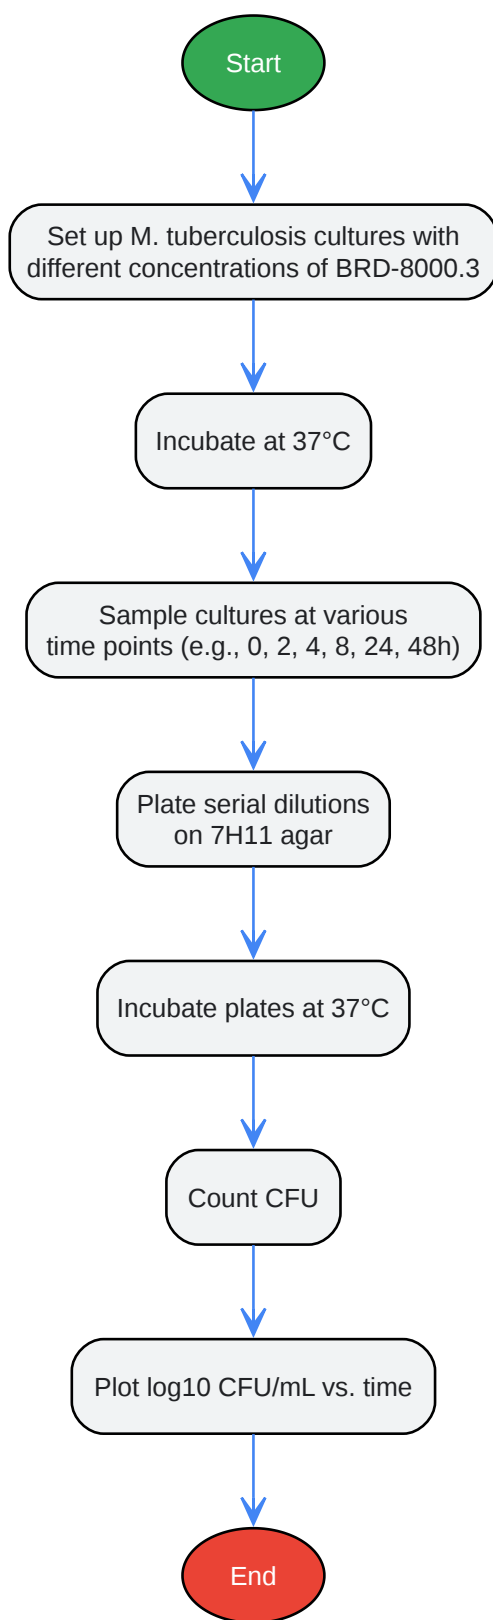 Start
Set up M. tuberculosis cultures with
different concentrations of BRD-8000.3
Incubate at 37°C
Sample cultures at various
time points (e.g., 0, 2, 4, 8, 24, 48h)
Plate serial dilutions
on 7H11 agar
Incubate plates at 37°C
Count CFU
Plot log10 CFU/mL vs. time
End